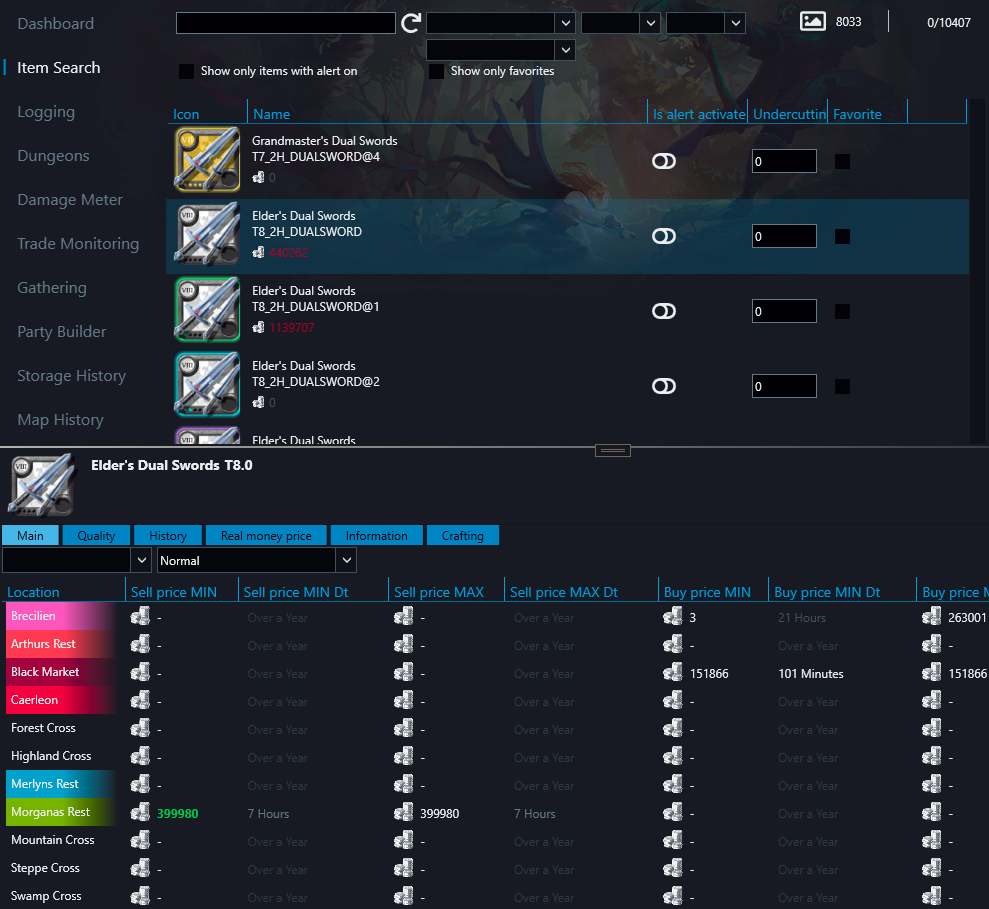 Dashboard
Item Search
Logging
Dungeons
Damage Meter
Trade Monitoring
Gathering
Party Builder
Storage History
Map History
8033
0/10407
Show only items with alert on
Show only favorites
Icon Name Is alert activate Undercuttin Favorite
VII
Grandmaster's Dual Swords
T7_2H_DUALSWORD@4
0
0
VIII
Elder's Dual Swords
T8_2H_DUALSWORD
440262
0
VIII
Elder's Dual Swords
T8_2H_DUALSWORD@1
1139707
0
VIII
Elder's Dual Swords
T8_2H_DUALSWORD@2
0
0
VIII
Elder's Dual Swords
VIII
Elder's Dual Swords T8.0
Main Quality History Real money price Information Crafting
Normal
Location Sell price MIN Sell price MIN Dt Sell price MAX Sell price MAX Dt Buy price MIN Buy price MIN Dt Buy price M
Brecilien - Over a Year - Over a Year 3 21 Hours 263001
Arthurs Rest - Over a Year - Over a Year - Over a Year -
Black Market - Over a Year - Over a Year 151866 101 Minutes 151866
Caerleon - Over a Year - Over a Year - Over a Year -
Forest Cross - Over a Year - Over a Year - Over a Year -
Highland Cross - Over a Year - Over a Year - Over a Year -
Merlyns Rest - Over a Year - Over a Year - Over a Year -
Morganas Rest 399980 7 Hours 399980 7 Hours - Over a Year -
Mountain Cross - Over a Year - Over a Year - Over a Year -
Steppe Cross - Over a Year - Over a Year - Over a Year -
Swamp Cross - Over a Year - Over a Year - Over a Year -